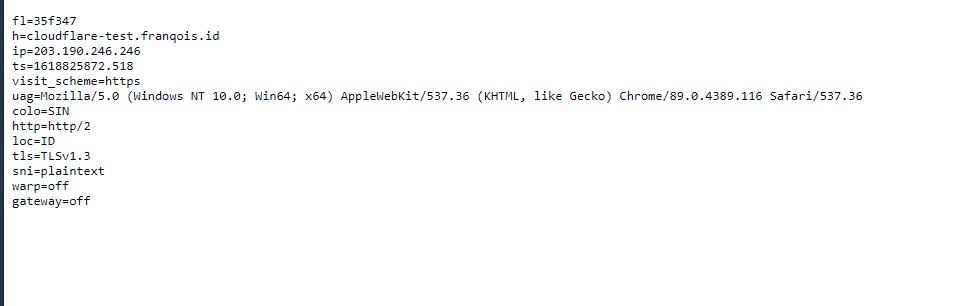 fl=35f347
h=cloudflare-test.franqois.id
ip=203.190.246.246
ts=1618825872.518
visit_scheme=https
uag=Mozilla/5.0 (Windows NT 10.0; Win64; x64) AppleWebKit/537.36 (KHTML, like Gecko) Chrome/89.0.4389.116 Safari/537.36
colo=SIN
http=http/2
loc=ID
tls=TLSv1.3
sni=plaintext
warp=off
gateway=off